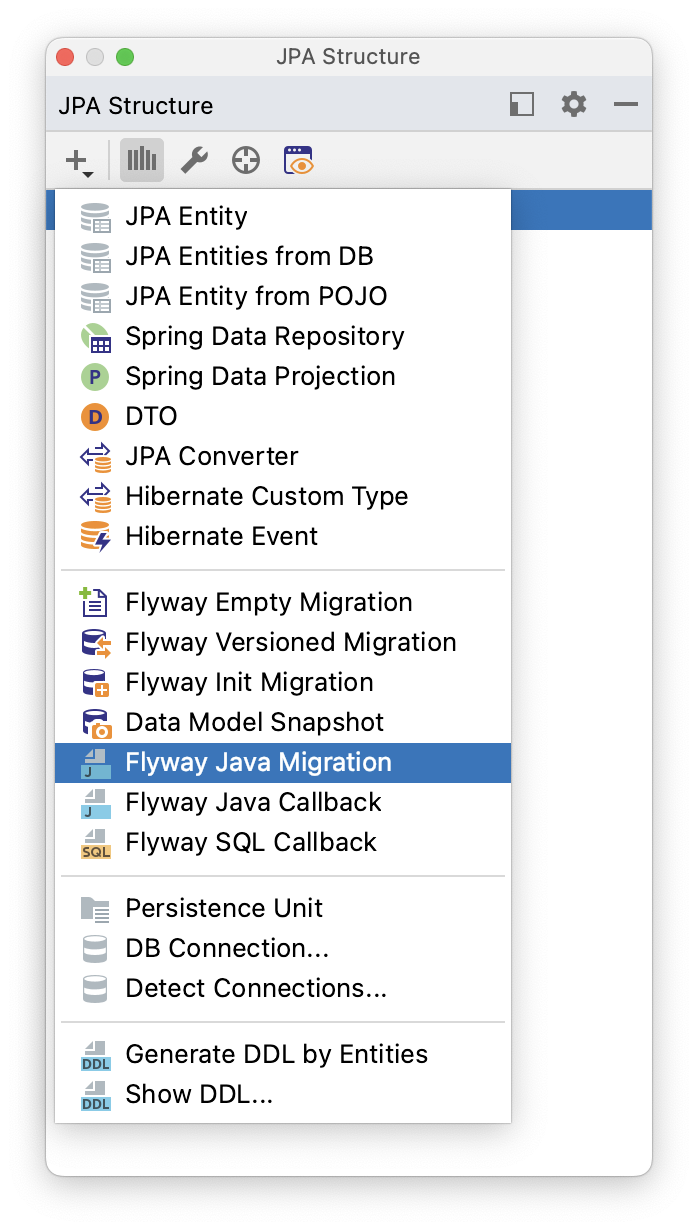 JPA Structure
JPA Structure
JPA Entity
JPA Entities from DB
JPA Entity from POJO
Spring Data Repository
P Spring Data Projection
D DTO
JPA Converter
Hibernate Custom Type
Hibernate Event
Flyway Empty Migration
Flyway Versioned Migration
Flyway Init Migration
Data Model Snapshot
J Flyway Java Migration
J Flyway Java Callback
SQL Flyway SQL Callback
Persistence Unit
DB Connection...
Detect Connections...
DDL Generate DDL by Entities
DDL Show DDL...